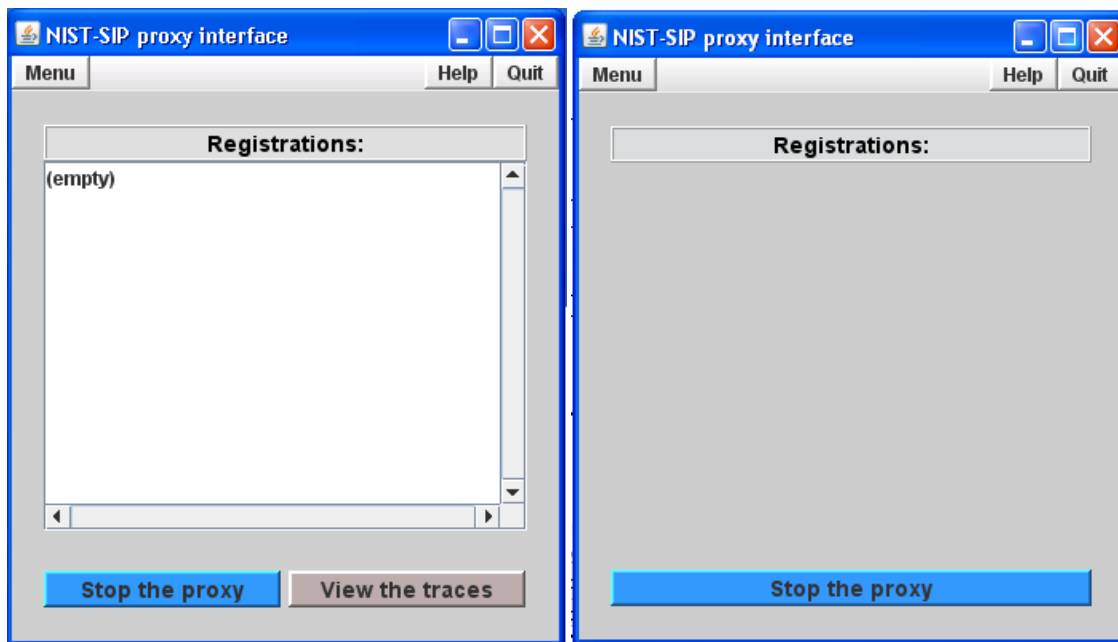 NIST-SIP proxy interface
Menu Help Quit
Registrations:
(empty)
Stop the proxy View the traces
NIST-SIP proxy interface
Menu Help Quit
Registrations:
Stop the proxy